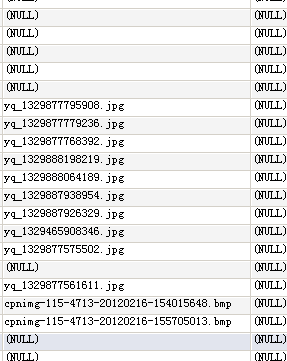 (NULL) (NULL)
(NULL) (NULL)
(NULL) (NULL)
(NULL) (NULL)
(NULL) (NULL)
yq_1329877795908.jpg (NULL)
yq_1329877779236.jpg (NULL)
yq_1329877768392.jpg (NULL)
yq_1329888198219.jpg (NULL)
yq_1329888064189.jpg (NULL)
yq_1329887938954.jpg (NULL)
yq_1329887926329.jpg (NULL)
yq_1329465908346.jpg (NULL)
yq_1329877575502.jpg (NULL)
(NULL) (NULL)
yq_1329877561611.jpg (NULL)
cpnimg-115-4713-20120216-154015648.bmp (NULL)
cpnimg-115-4713-20120216-155705013.bmp (NULL)
(NULL) (NULL)
(NULL) (NULL)